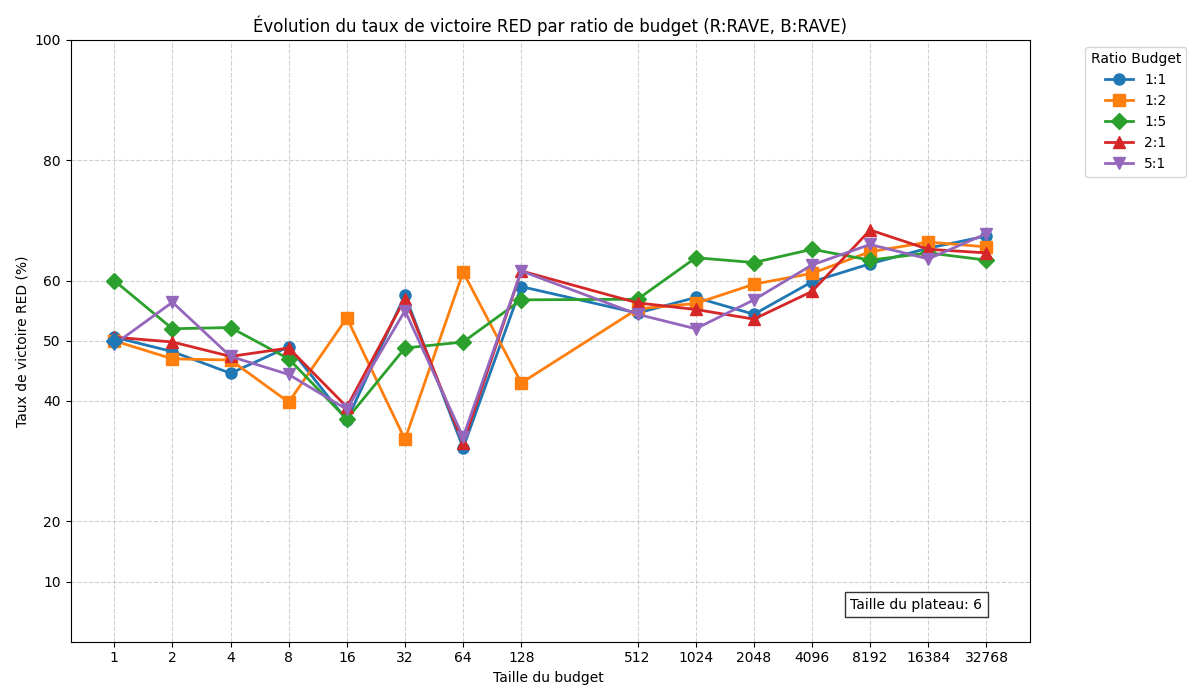 Évolution du taux de victoire RED par ratio de budget (R:RAVE, B:RAVE)
Ratio Budget
1:1
1:2
1:5
2:1
5:1
Taux de victoire RED (%)
100
80
60
50
40
20
10
Taille du plateau: 6
1 2 4 8 16 32 64 128 512 1024 2048 4096 8192 16384 32768
Taille du budget